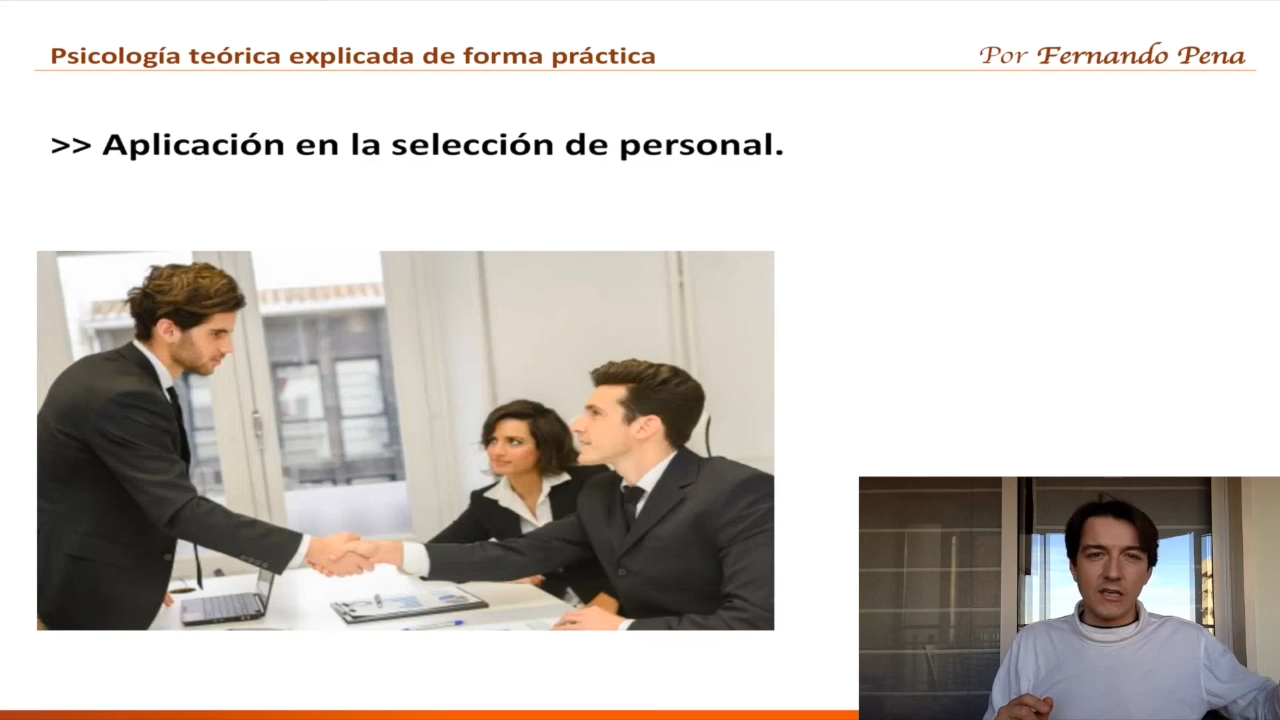 Psicología teórica explicada de forma práctica
Por Fernando Pena
>> Aplicación en la selección de personal.